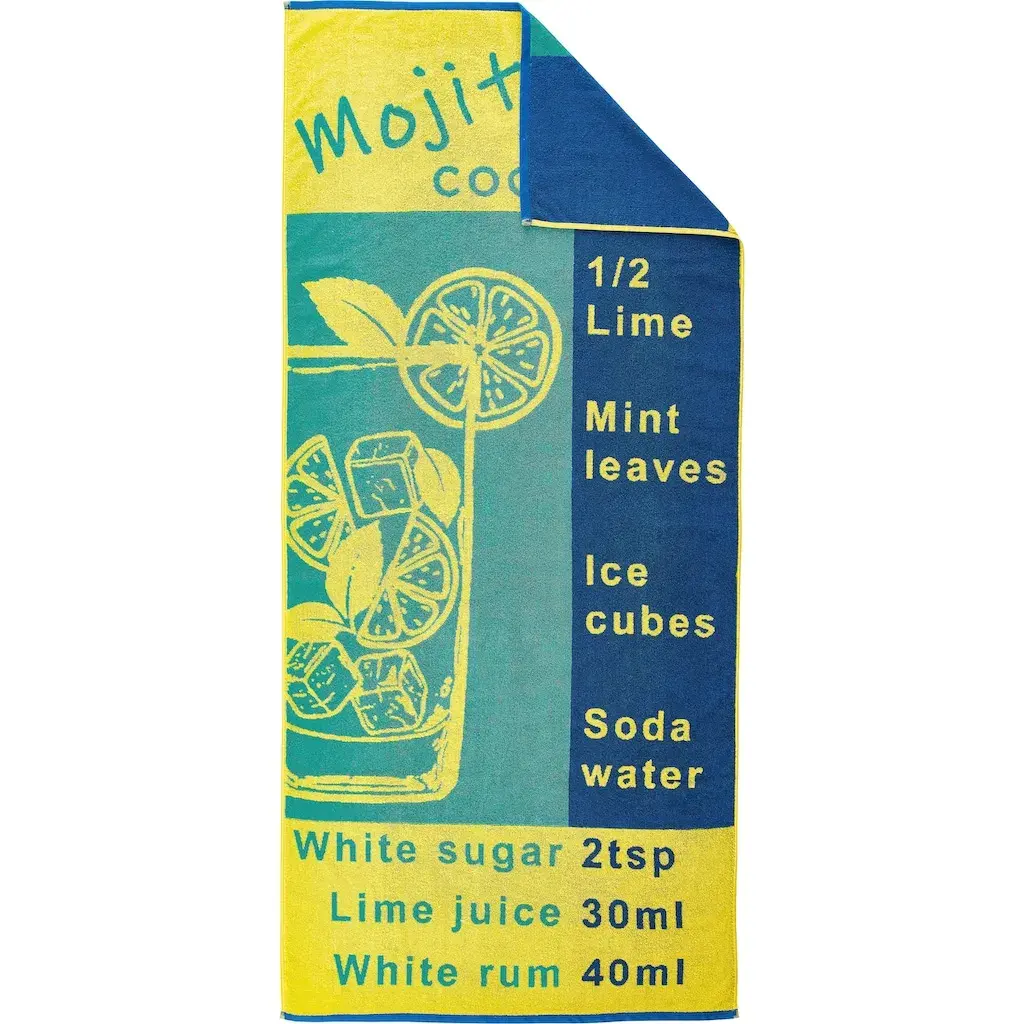 Mojit
coc
1/2
Lime
Mint
leaves
Ice
cubes
Soda
water
White sugar 2tsp
Lime juice 30ml
White rum 40ml